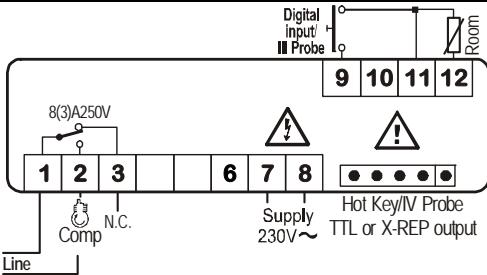 Digital
input/
III Probe
Room
9 10 11 12
8(3)A250V
1 2 3 6 7 8
Comp
N.C.
Supply
230V~
Hot Key/IV Probe
TTL or X-REP output
Line